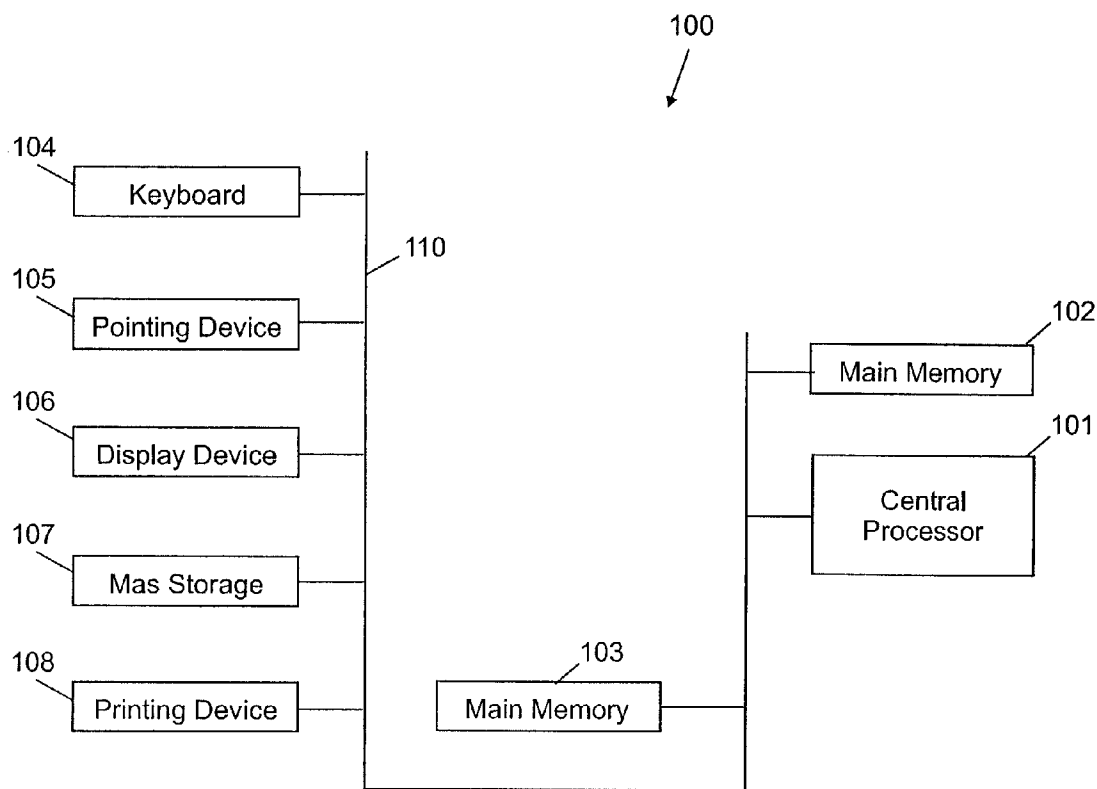 100
104
Keyboard
110
105
Pointing Device
102
Main Memory
106
Display Device
101
Central
Processor
107
Mas Storage
103
Main Memory
108
Printing Device